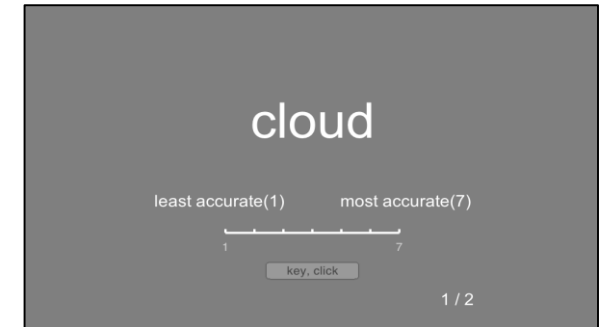 cloud
least accurate(1) most accurate(7)
1 7
key, click
1 / 2